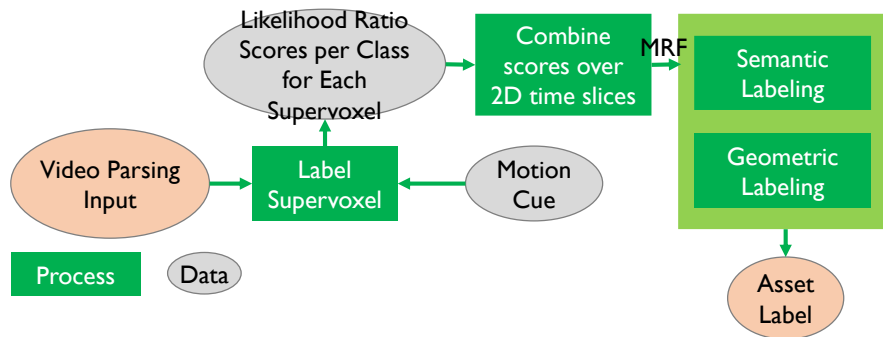 Likelihood Ratio
Scores per Class
for Each
Supervoxel
Combine
scores over
2D time slices
MRF
Semantic
Labeling
Geometric
Labeling
Video Parsing
Input
Label
Supervoxel
Motion
Cue
Process
Data
Asset
Label